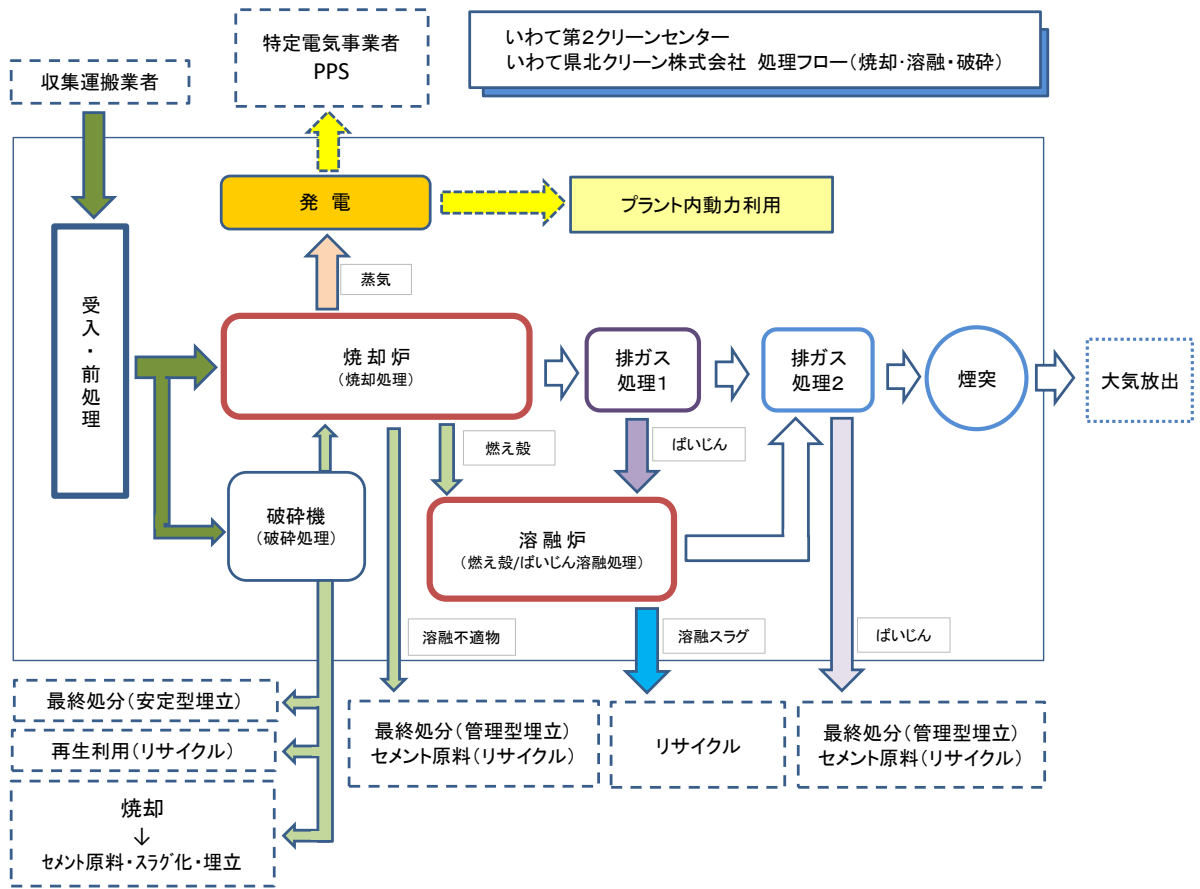 特定電気事業者
PPS
いわて第2クリーンセンター
いわて県北クリーン株式会社 処理フロー(焼却・溶融・破砕)
収集運搬業者
発 電
プラント内動力利用
蒸気
受入・前処理
焼 却 炉
(焼却処理)
排ガス
処理1
排ガス
処理2
煙突
大気放出
燃え殻
ばいじん
破砕機
(破砕処理)
溶 融 炉
(燃え殻/ばいじん溶融処理)
溶融不適物
溶融スラグ
ばいじん
最終処分(安定型埋立)
再生利用(リサイクル)
焼却
↓
セメント原料・スラグ化・埋立
最終処分(管理型埋立)
セメント原料(リサイクル)
リサイクル
最終処分(管理型埋立)
セメント原料(リサイクル)